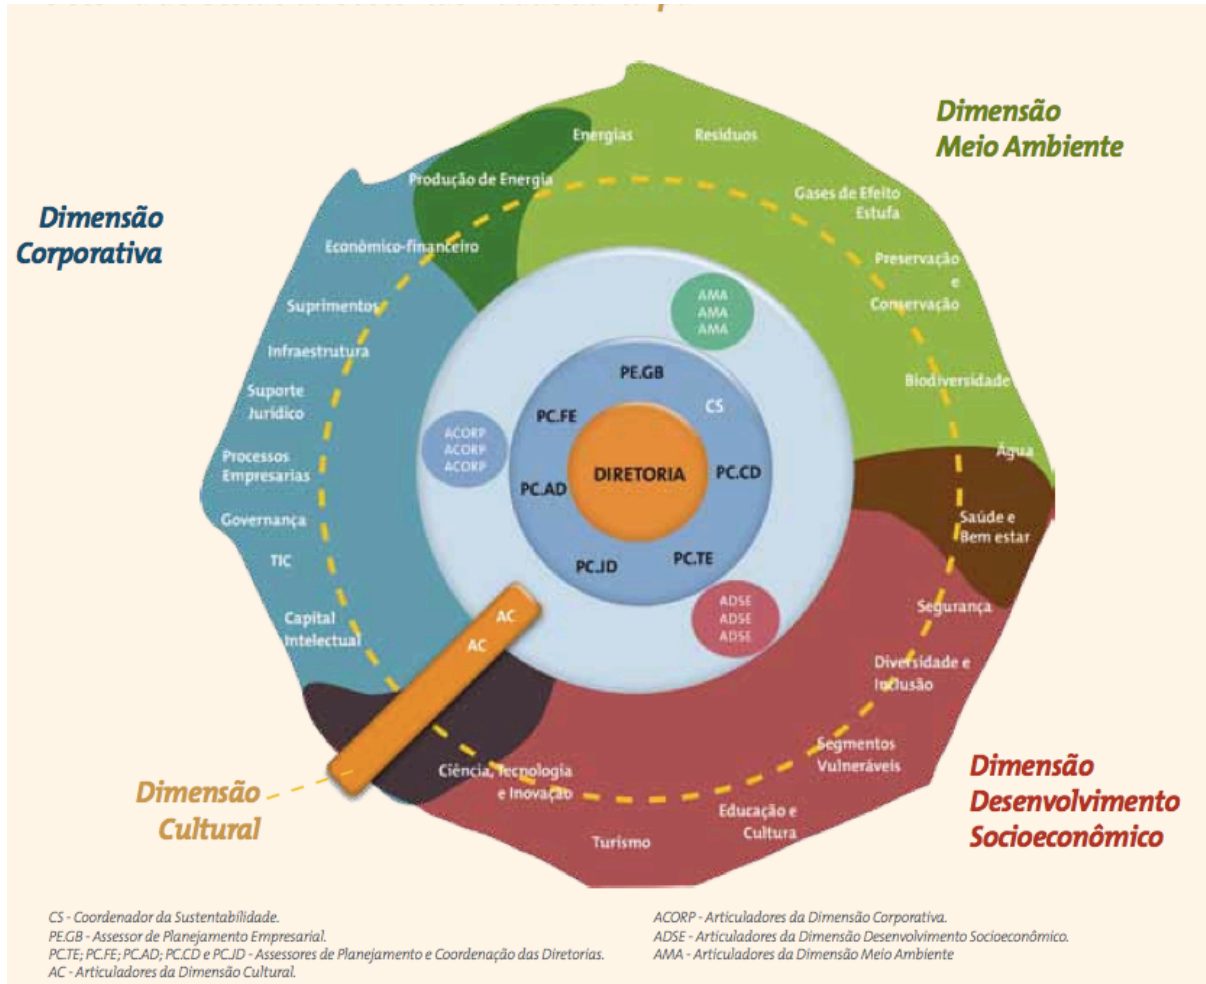 Dimensão
Meio Ambiente
Dimensão
Corporativa
Energias
Resíduos
Produção de Energia
Gases de Efeito
Estufa
Econômico-financeiro
Preservação
e
Conservação
Suprimentos
Infraestrutura
Biodiversidade
Suporte
Jurídico
Água
Processos
Empresarias
Saúde e
Bem estar
Governança
TIC
Segurança
Capital
Intelectual
Diversidade e
Inclusão
Segmentos
Vulneráveis
Ciência, Tecnologia
e Inovação
Educação e
Cultura
Turismo
AMA
AMA
AMA
PE.GB
CS
PC.FE
ACORP
ACORP
ACORP
DIRETORIA
PC.CD
PC.AD
PC.JD
PC.TE
ADSE
ADSE
ADSE
AC
AC
Dimensão
Cultural
Dimensão
Desenvolvimento
Socioeconômico
CS - Coordenador da Sustentabilidade.
PE.GB - Assessor de Planejamento Empresarial.
PC.TE; PC.FE; PC.AD; PC.CD e PC.JD - Assessores de Planejamento e Coordenação das Diretorias.
AC - Articuladores da Dimensão Cultural.
ACORP - Articuladores da Dimensão Corporativa.
ADSE - Articuladores da Dimensão Desenvolvimento Socioeconômico.
AMA - Articuladores da Dimensão Meio Ambiente